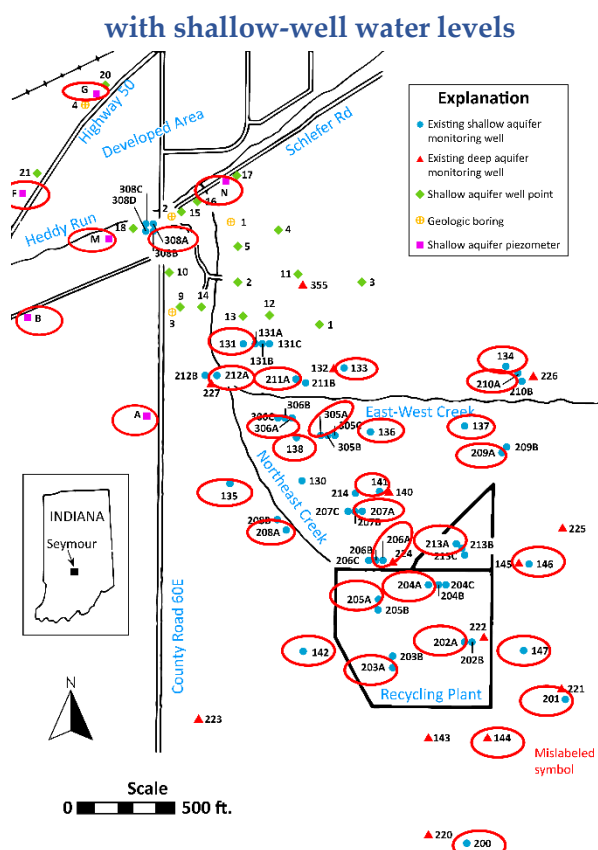 with shallow-well water levels
20
G
4
Highway 50
Developed Area
Schiefer Rd
Explanation
Existing shallow aquifer
monitoring well
Existing deep aquifer
monitoring well
Shallow aquifer well point
Geologic boring
Shallow aquifer piezometer
21
F
17
N
16
308C
308D
2
15
1
18
Heddy Run
M
308A
308B
4
5
10
11
355
2
3
9
14
12
13
1
3
B
131A
131
131C
131B
134
132
133
212B
212A
211A
211B
210A
226
210B
227
East-West Creek
A
306B
306C
306A
305A
305C
305B
138
136
137
209B
209A
130
135
Northeast Creek
141
214
140
207C
207A
207B
208B
208A
206A
206B
206C
224
213A
213B
213C
225
145
146
INDIANA
Seymour
County Road 60E
204A
204C
204B
205A
205B
222
202A
202B
142
203B
203A
147
Recycling Plant
221
201
N
223
143
144
Mislabeled
symbol
Scale
0
500 ft.
220
200